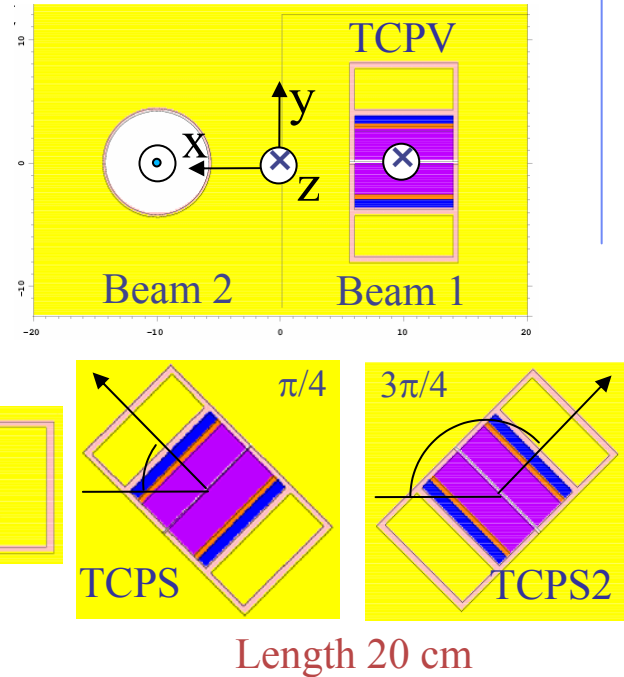 TCPV
10
y
x
0
z
Beam 2
Beam 1
-10
-20
-10
0
10
20
π/4
3π/4
TCPS
TCPS2
Length 20 cm